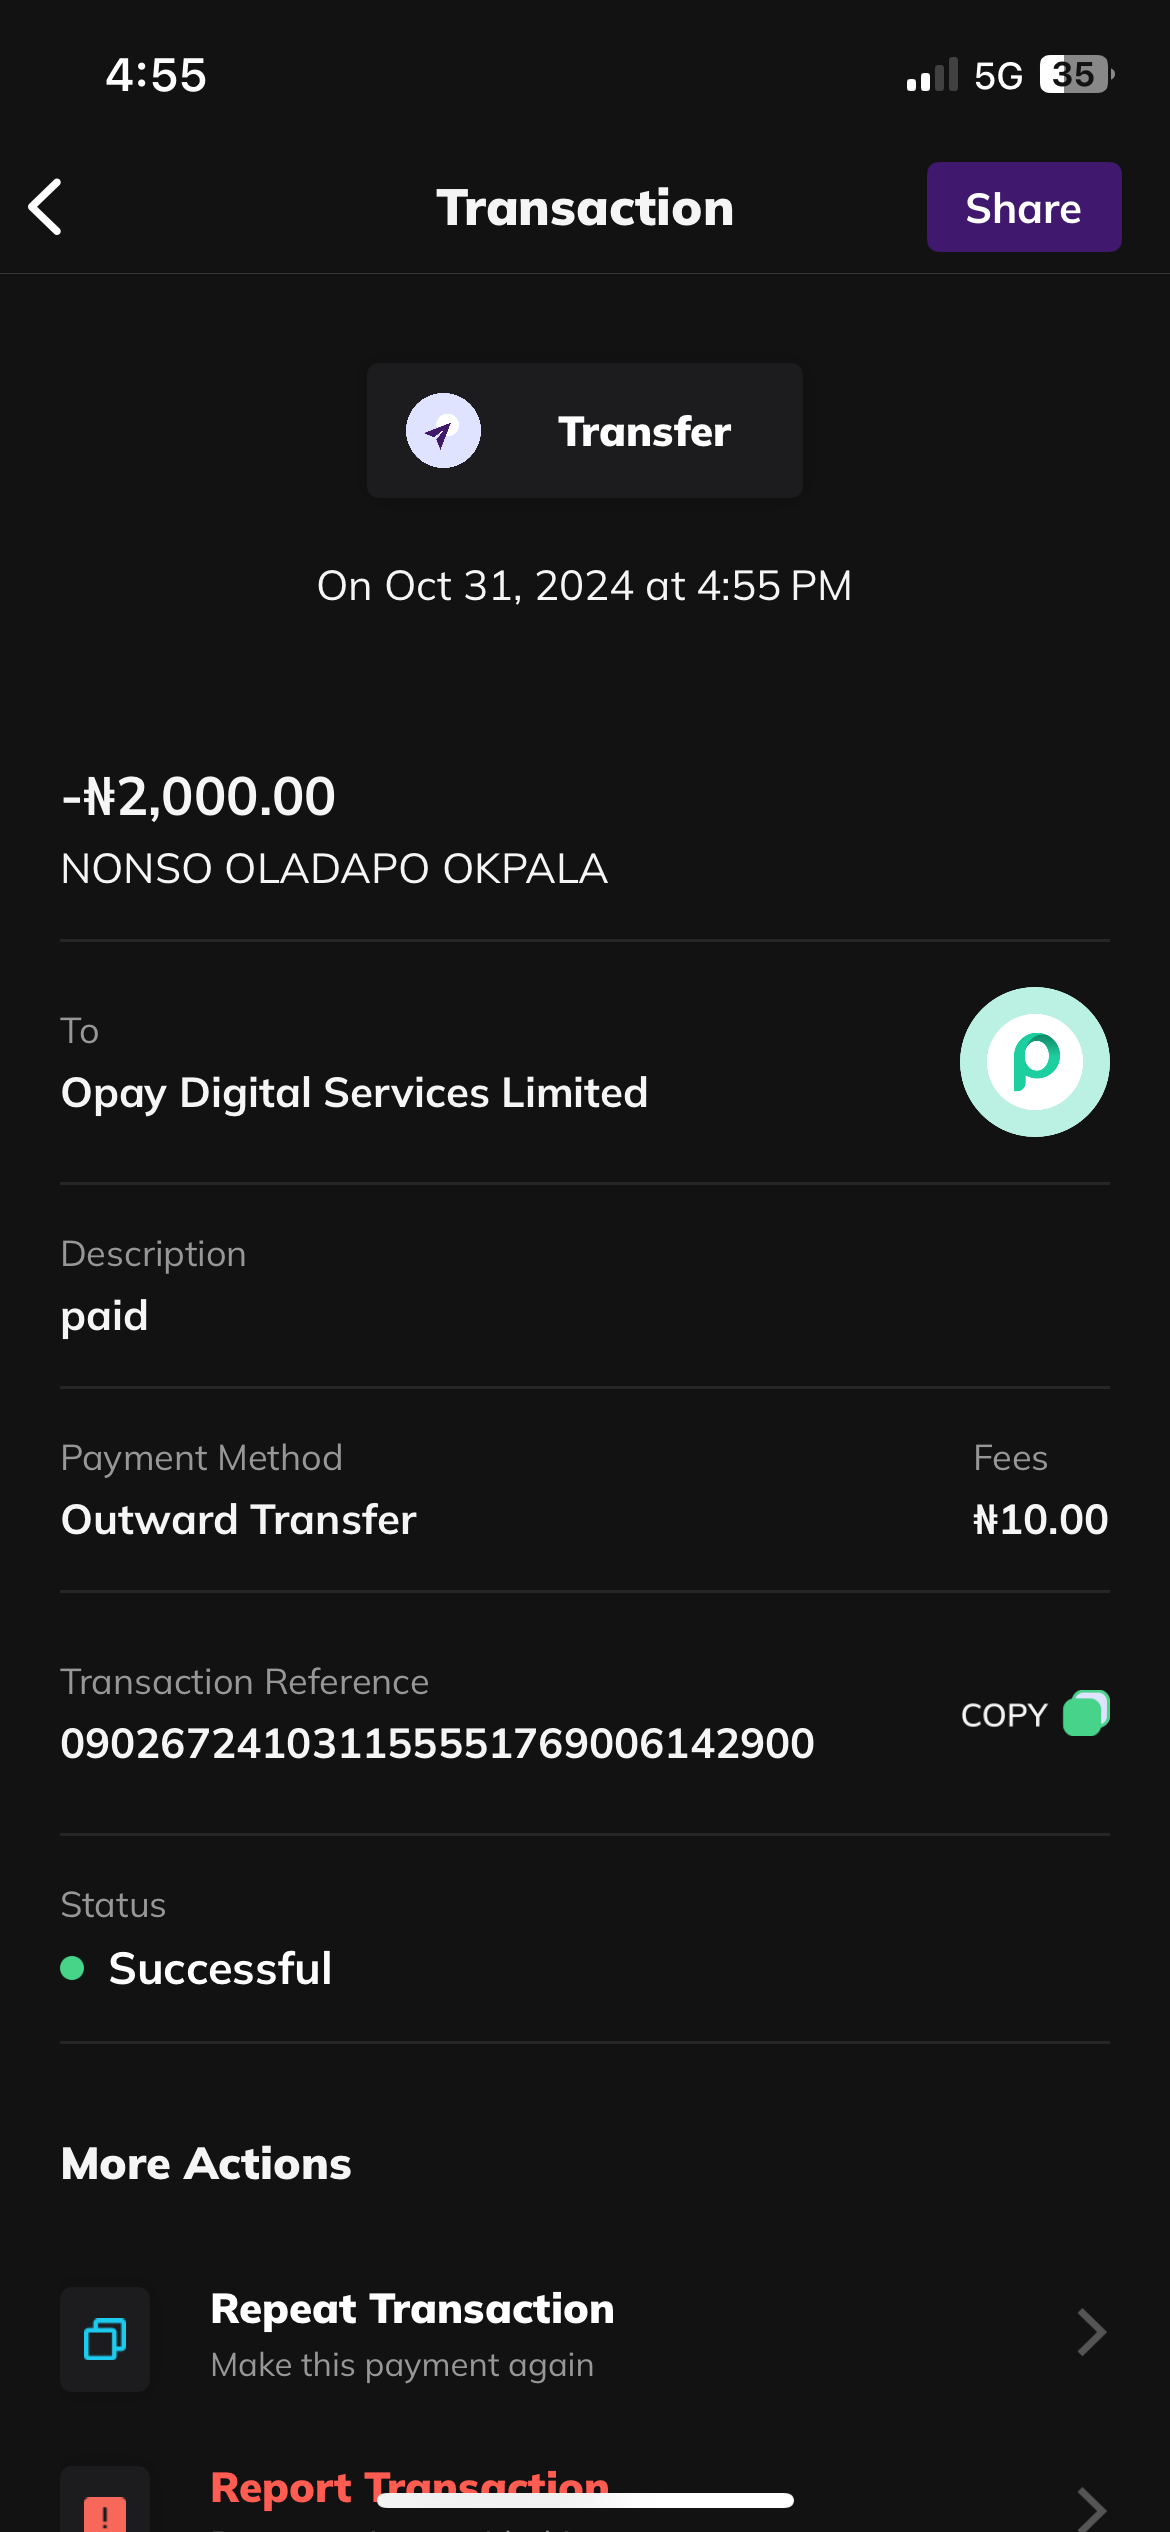 4:55
5G 35
Transaction
Share
Transfer
On Oct 31, 2024 at 4:55 PM
-₦2,000.00
NONSO OLADAPO OKPALA
To
Opay Digital Services Limited
Description
paid
Payment Method
Fees
Outward Transfer
₦10.00
Transaction Reference
090267241031155551769006142900
COPY
Status
Successful
More Actions
Repeat Transaction
Make this payment again
Report Transaction